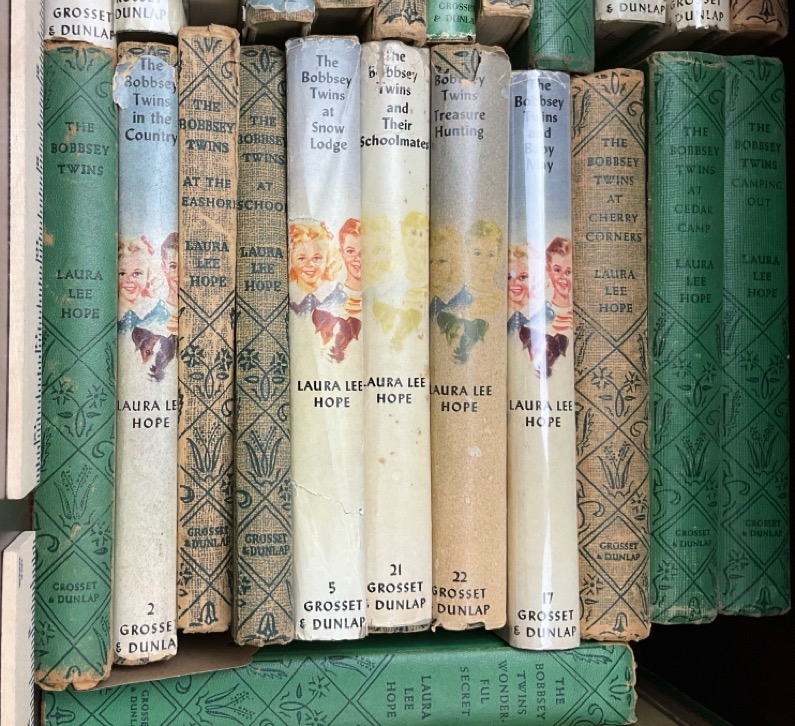 GROSSET
& DUNLAP
GROSSET
& DUNLAP
GROSSET
& DUNLAP
THE
BOBBSEY
TWINS
LAURA
LEE
HOPE
GROSSET
& DUNLAP
The
Bobbsey
Twins
in the
Country
LAURA LEE
HOPE
2
GROSSE
& DUNLA
THE
BOBBSEY
TWINS
AT THE
EASHOR
LAURA
LEE
HOPE
GROSSET
& DUNLAP
THE
BOBBSEY
TWINS
AT
SCHOOL
LAURA
LEE
HOPE
GROSSET
& DUNLAP
The
Bobbsey
Twins
at
Snow
Lodge
LAURA LEE
HOPE
5
GROSSET
& DUNLAP
The
Bobbsey
Twins
and
Their
Schoolmates
LAURA LEE
HOPE
21
GROSSET
& DUNLAP
Bobbsey
Twins
Treasure
Hunting
LAURA LEE
HOPE
22
GROSSET
& DUNLAP
The
Bobbsey
Twins
nd
Baby
May
LAURA LEE
HOPE
17
GROSSET
& DUNLAP
THE
BOBBSEY
TWINS
AT
CHERRY
CORNERS
LAURA
LEE
HOPE
GROSSET
& DUNLAP
THE
BOBBSEY
TWINS
AT
CEDAR
CAMP
LAURA
LEE
HOPE
GROSSET
& DUNLAP
THE
BOBBSEY
TWINS
CAMPING
OUT
LAURA
LEE
HOPE
GROSSET
& DUNLAP
THE
BOBBSEY
TWINS
WONDER-
FUL
SECRET
LAURA
LEE
HOPE
GROSSE
& DUNLAP